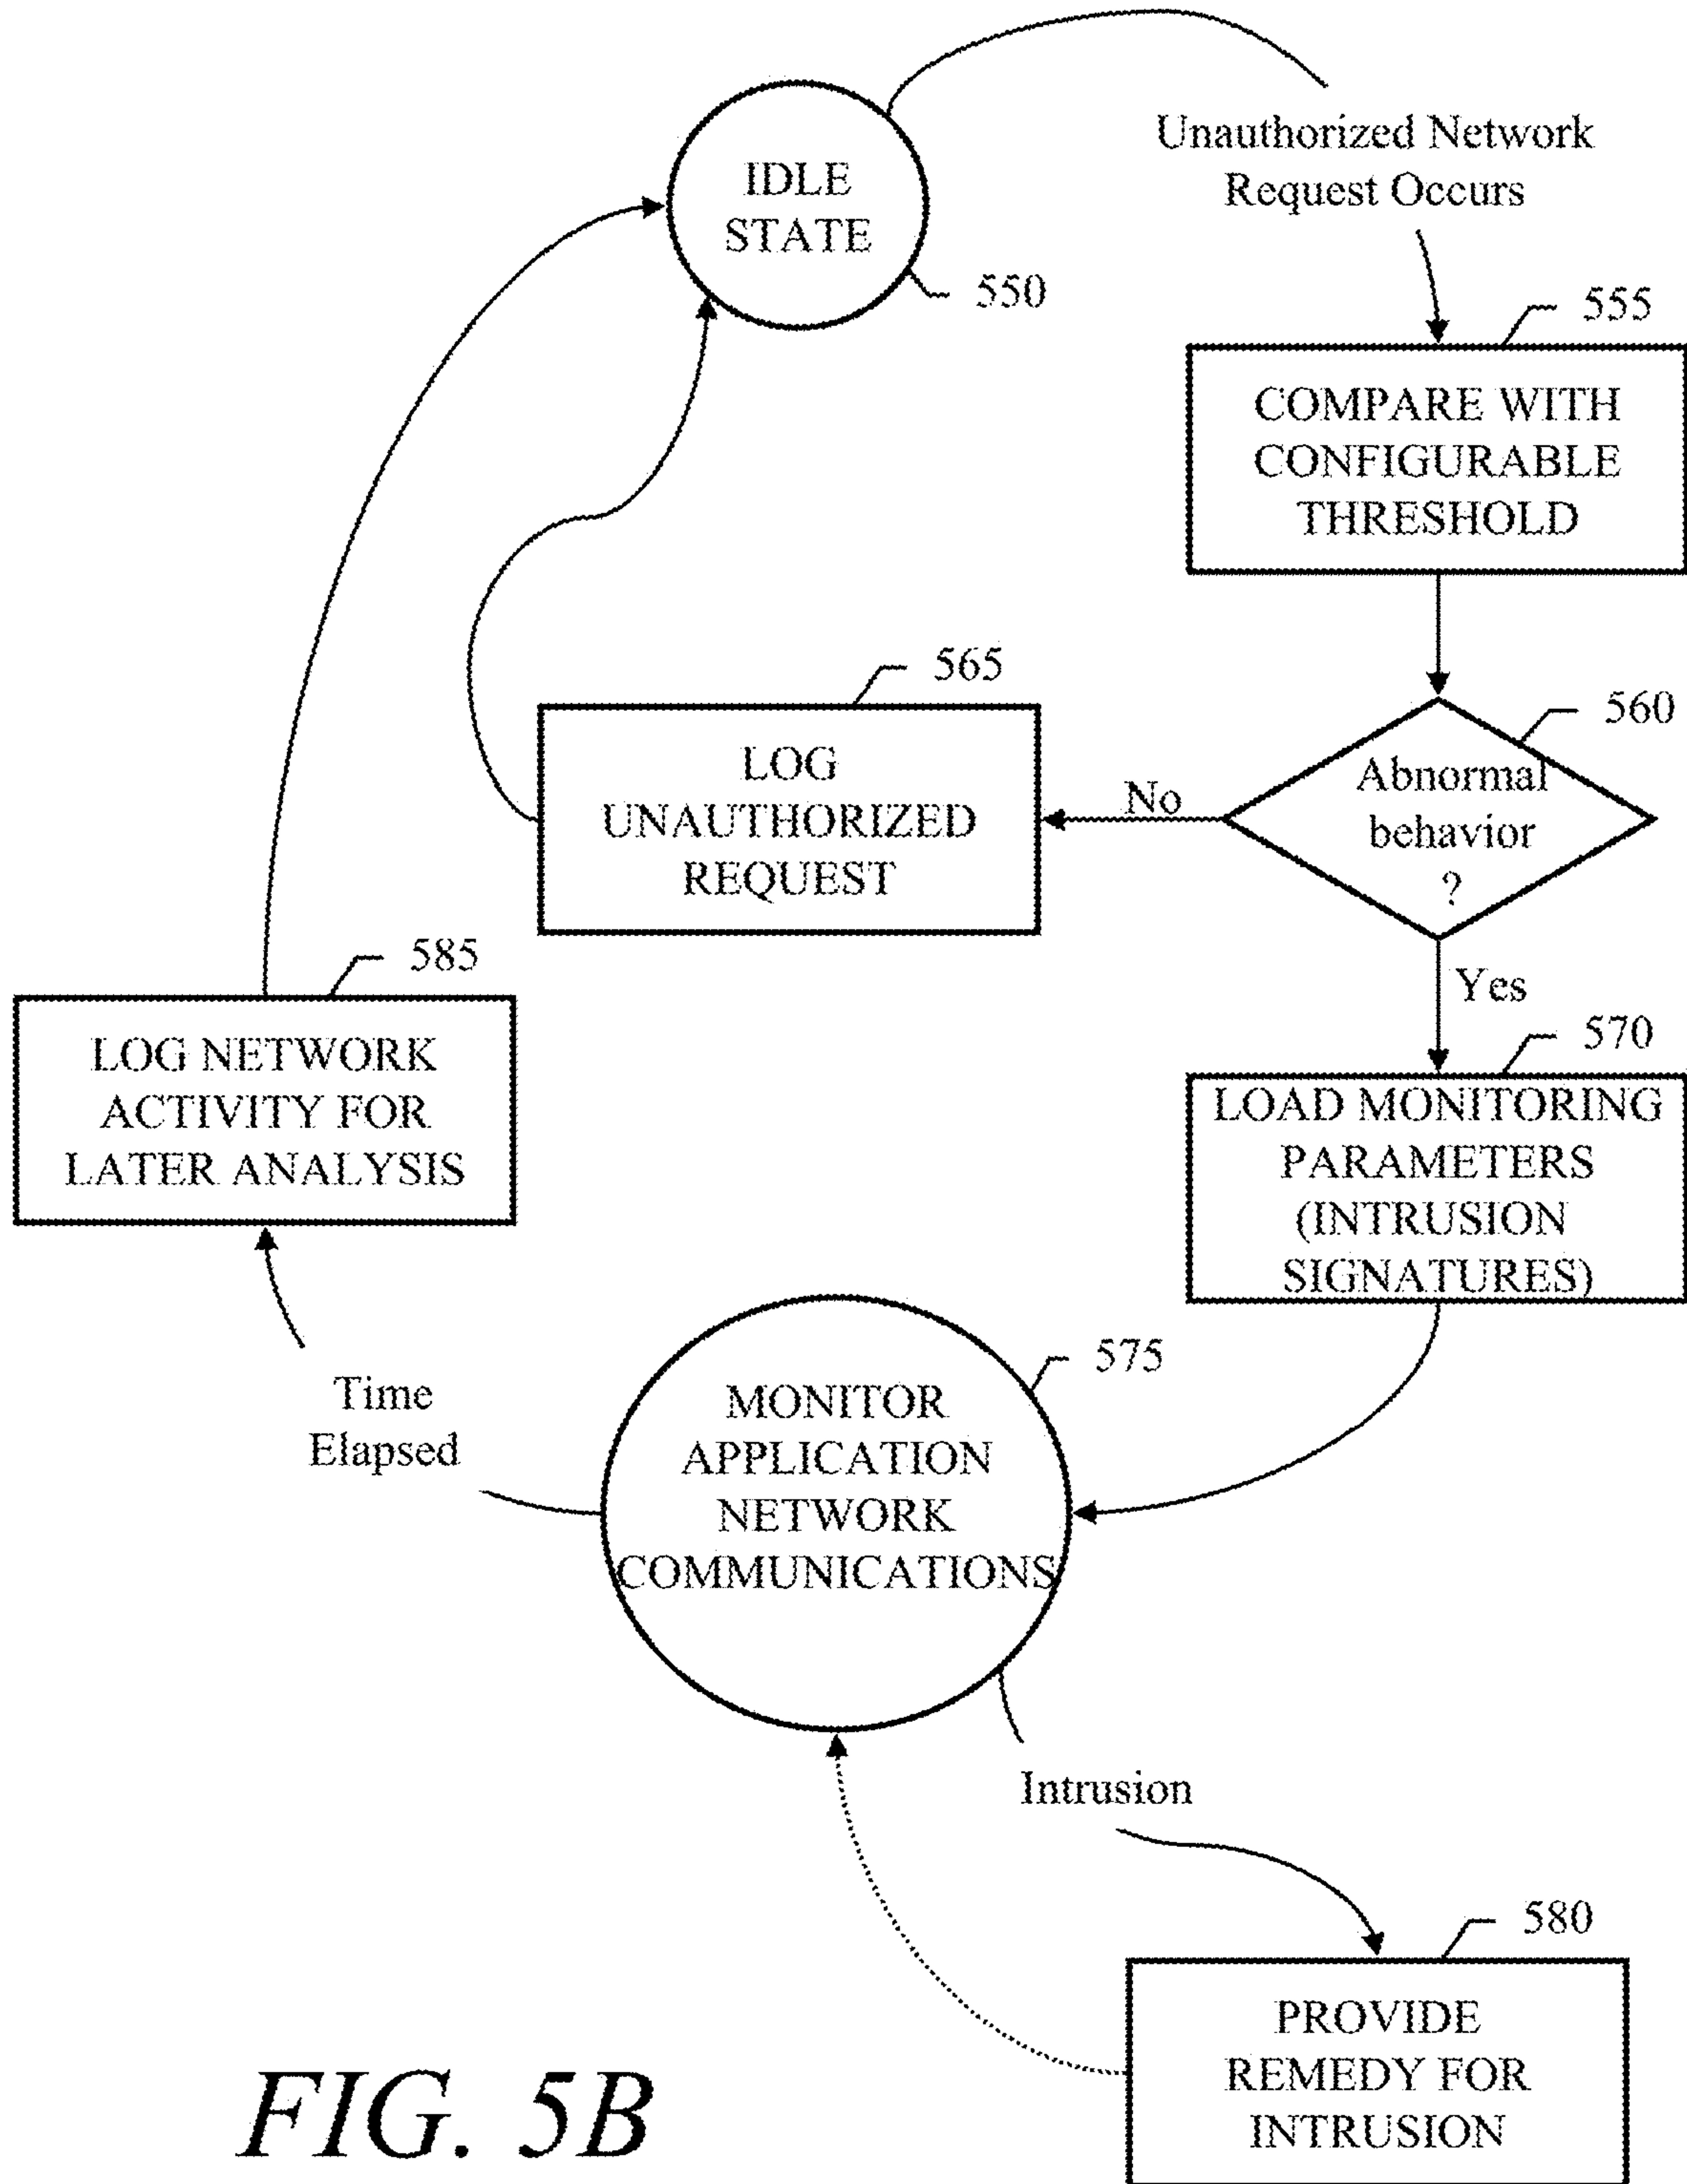 IDLE
STATE
550
Unauthorized Network
Request Occurs
555
COMPARE WITH
CONFIGURABLE
THRESHOLD
560
Abnormal
behavior
?
No
565
LOG
UNAUTHORIZED
REQUEST
Yes
570
LOAD MONITORING
PARAMETERS
(INTRUSION
SIGNATURES)
575
MONITOR
APPLICATION
NETWORK
COMMUNICATIONS
Time
Elapsed
585
LOG NETWORK
ACTIVITY FOR
LATER ANALYSIS
Intrusion
580
PROVIDE
REMEDY FOR
INTRUSION
FIG. 5B